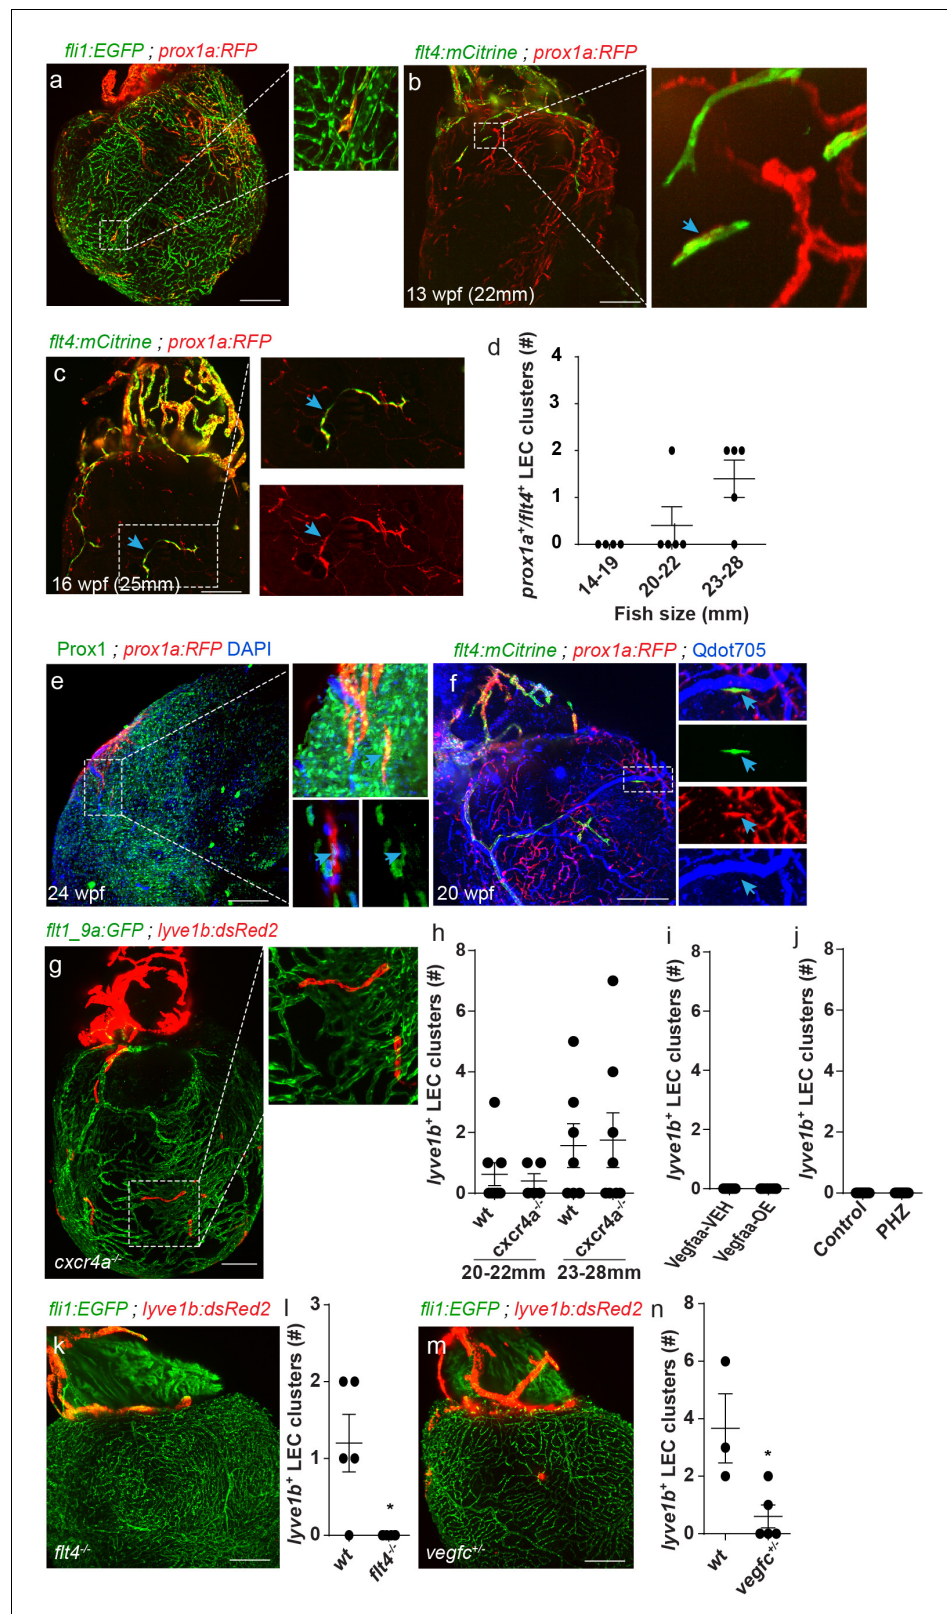 fli1:EGFP ; prox1a:RFP
a
flt4:mCitrine ; prox1a:RFP
b
13 wpf (22mm)
flt4:mCitrine ; prox1a:RFP
c
16 wpf (25mm)
d
prox1a+/flt4+ LEC clusters (#)
4
3
2
1
0
14-19
20-22
23-28
Fish size (mm)
Prox1 ; prox1a:RFP DAPI
e
24 wpf
flt4:mCitrine ; prox1a:RFP ; Qdot705
f
20 wpf
flt1_9a:GFP ; lyve1b:dsRed2
g
cxcr4a-/-
h
lyve1b+ LEC clusters (#)
8
6
4
2
0
wt
cxcr4a-/-
wt
cxcr4a-/-
20-22mm
23-28mm
i
lyve1b+ LEC clusters (#)
8
6
4
2
0
Vegfaa-VEH
Vegfaa-OE
j
lyve1b+ LEC clusters (#)
8
6
4
2
0
Control
PHZ
fli1:EGFP ; lyve1b:dsRed2
k
flt4-/-
l
lyve1b+ LEC clusters (#)
3
2
1
0
*
wt
flt4-/-
fli1:EGFP ; lyve1b:dsRed2
m
vegfc+/-
n
lyve1b+ LEC clusters (#)
8
6
4
2
0
*
wt
vegfc+/-